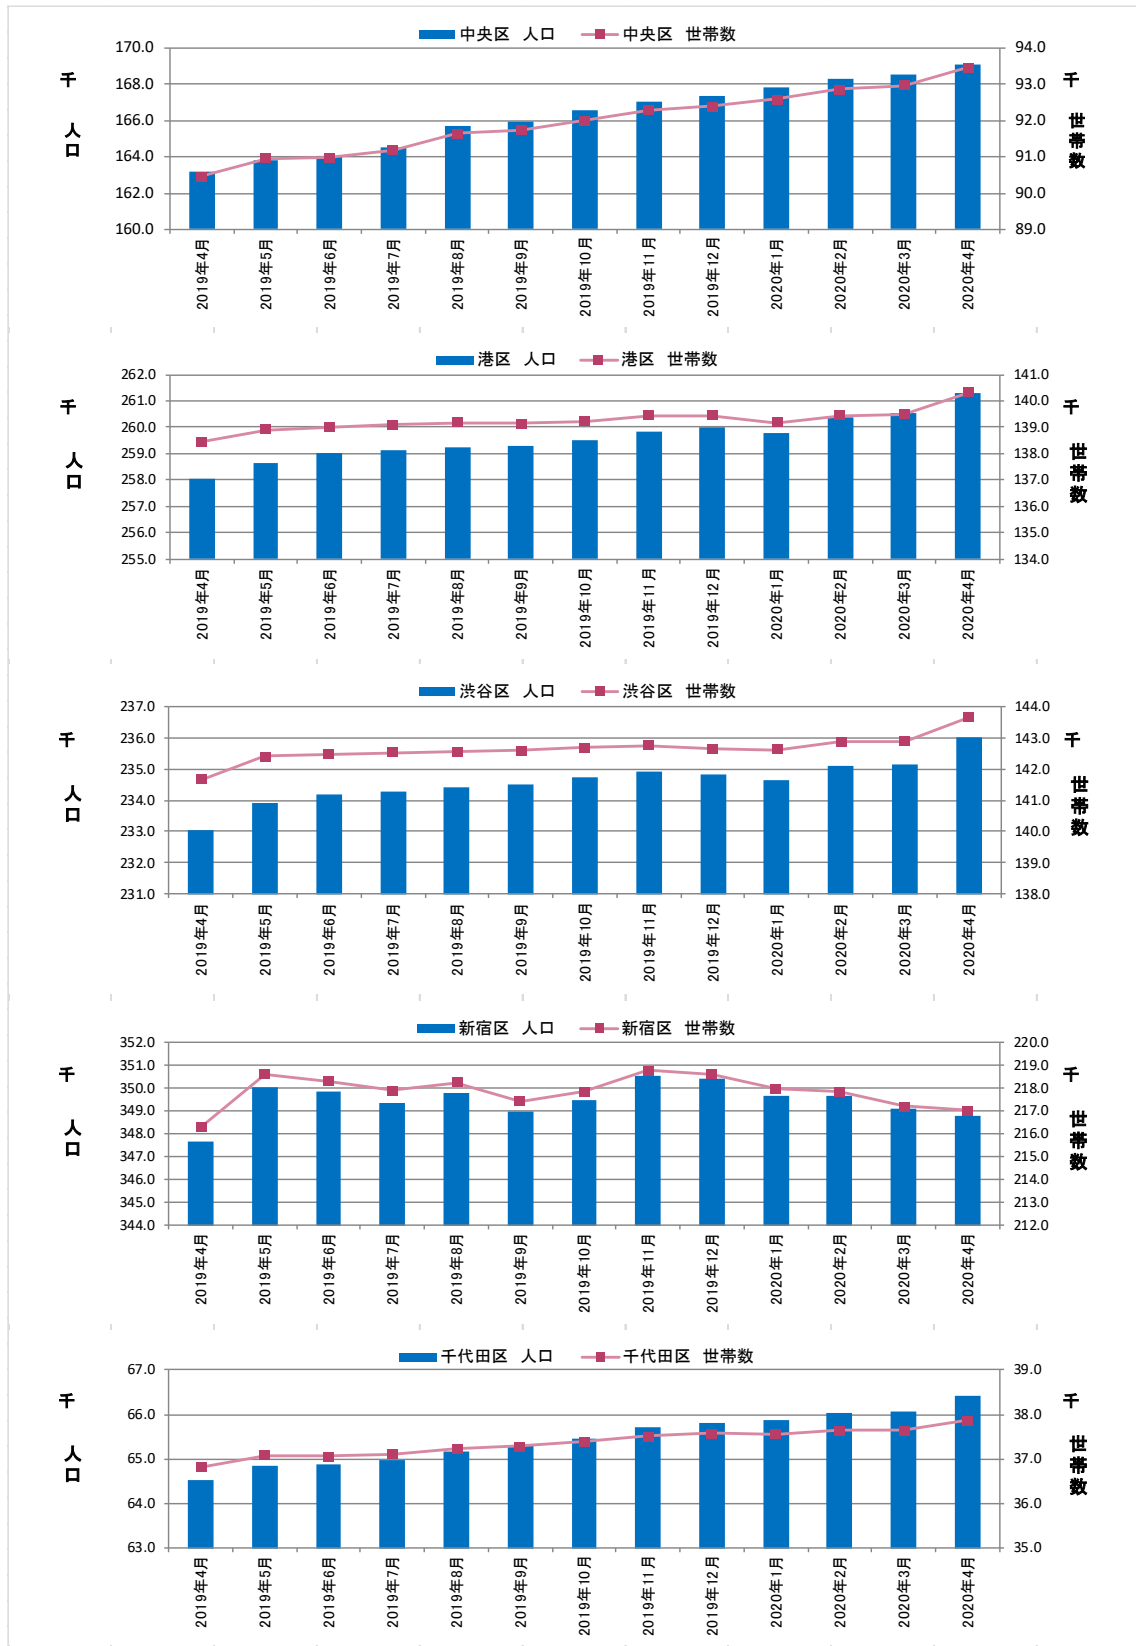 中央区 人口 中央区 世帯数
千 人口
170.0
168.0
166.0
164.0
162.0
160.0
94.0
93.0
92.0
91.0
90.0
89.0
千 世帯数
2019年4月
2019年5月
2019年6月
2019年7月
2019年8月
2019年9月
2019年10月
2019年11月
2019年12月
2020年1月
2020年2月
2020年3月
2020年4月
港区 人口 港区 世帯数
千 人口
262.0
261.0
260.0
259.0
258.0
257.0
256.0
255.0
141.0
140.0
139.0
138.0
137.0
136.0
135.0
134.0
千 世帯数
2019年4月
2019年5月
2019年6月
2019年7月
2019年8月
2019年9月
2019年10月
2019年11月
2019年12月
2020年1月
2020年2月
2020年3月
2020年4月
渋谷区 人口 渋谷区 世帯数
千 人口
237.0
236.0
235.0
234.0
233.0
232.0
231.0
144.0
143.0
142.0
141.0
140.0
139.0
138.0
千 世帯数
2019年4月
2019年5月
2019年6月
2019年7月
2019年8月
2019年9月
2019年10月
2019年11月
2019年12月
2020年1月
2020年2月
2020年3月
2020年4月
新宿区 人口 新宿区 世帯数
千 人口
352.0
351.0
350.0
349.0
348.0
347.0
346.0
345.0
344.0
220.0
219.0
218.0
217.0
216.0
215.0
214.0
213.0
212.0
千 世帯数
2019年4月
2019年5月
2019年6月
2019年7月
2019年8月
2019年9月
2019年10月
2019年11月
2019年12月
2020年1月
2020年2月
2020年3月
2020年4月
千代田区 人口 千代田区 世帯数
千 人口
67.0
66.0
65.0
64.0
63.0
39.0
38.0
37.0
36.0
35.0
千 世帯数
2019年4月
2019年5月
2019年6月
2019年7月
2019年8月
2019年9月
2019年10月
2019年11月
2019年12月
2020年1月
2020年2月
2020年3月
2020年4月